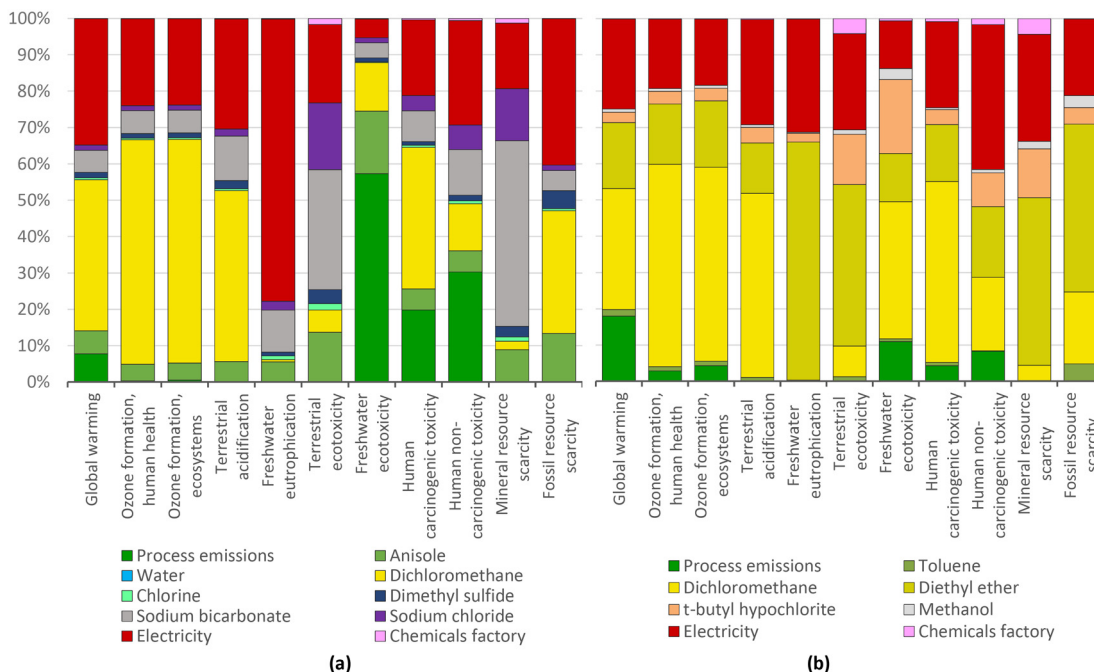 100%
90%
80%
70%
60%
50%
40%
30%
20%
10%
0%
Global warming
Ozone formation,
human health
Ozone formation,
ecosystems
Terrestrial
acidification
Freshwater
eutrophication
Terrestrial
ecotoxicity
Freshwater
ecotoxicity
Human
carcinogenic toxicity
Human non-
carcinogenic toxicity
Mineral resource
scarcity
Fossil resource
scarcity
Process emissions
Anisole
Water
Dichloromethane
Chlorine
Dimethyl sulfide
Sodium bicarbonate
Sodium chloride
Electricity
Chemicals factory
(a)
Global warming
Ozone formation,
human health
Ozone formation,
ecosystems
Terrestrial
acidification
Freshwater
eutrophication
Terrestrial
ecotoxicity
Freshwater
ecotoxicity
Human
carcinogenic toxicity
Human non-
carcinogenic toxicity
Mineral resource
scarcity
Fossil resource
scarcity
Process emissions
Toluene
Dichloromethane
Diethyl ether
t-butyl hypochlorite
Methanol
Electricity
Chemicals factory
(b)